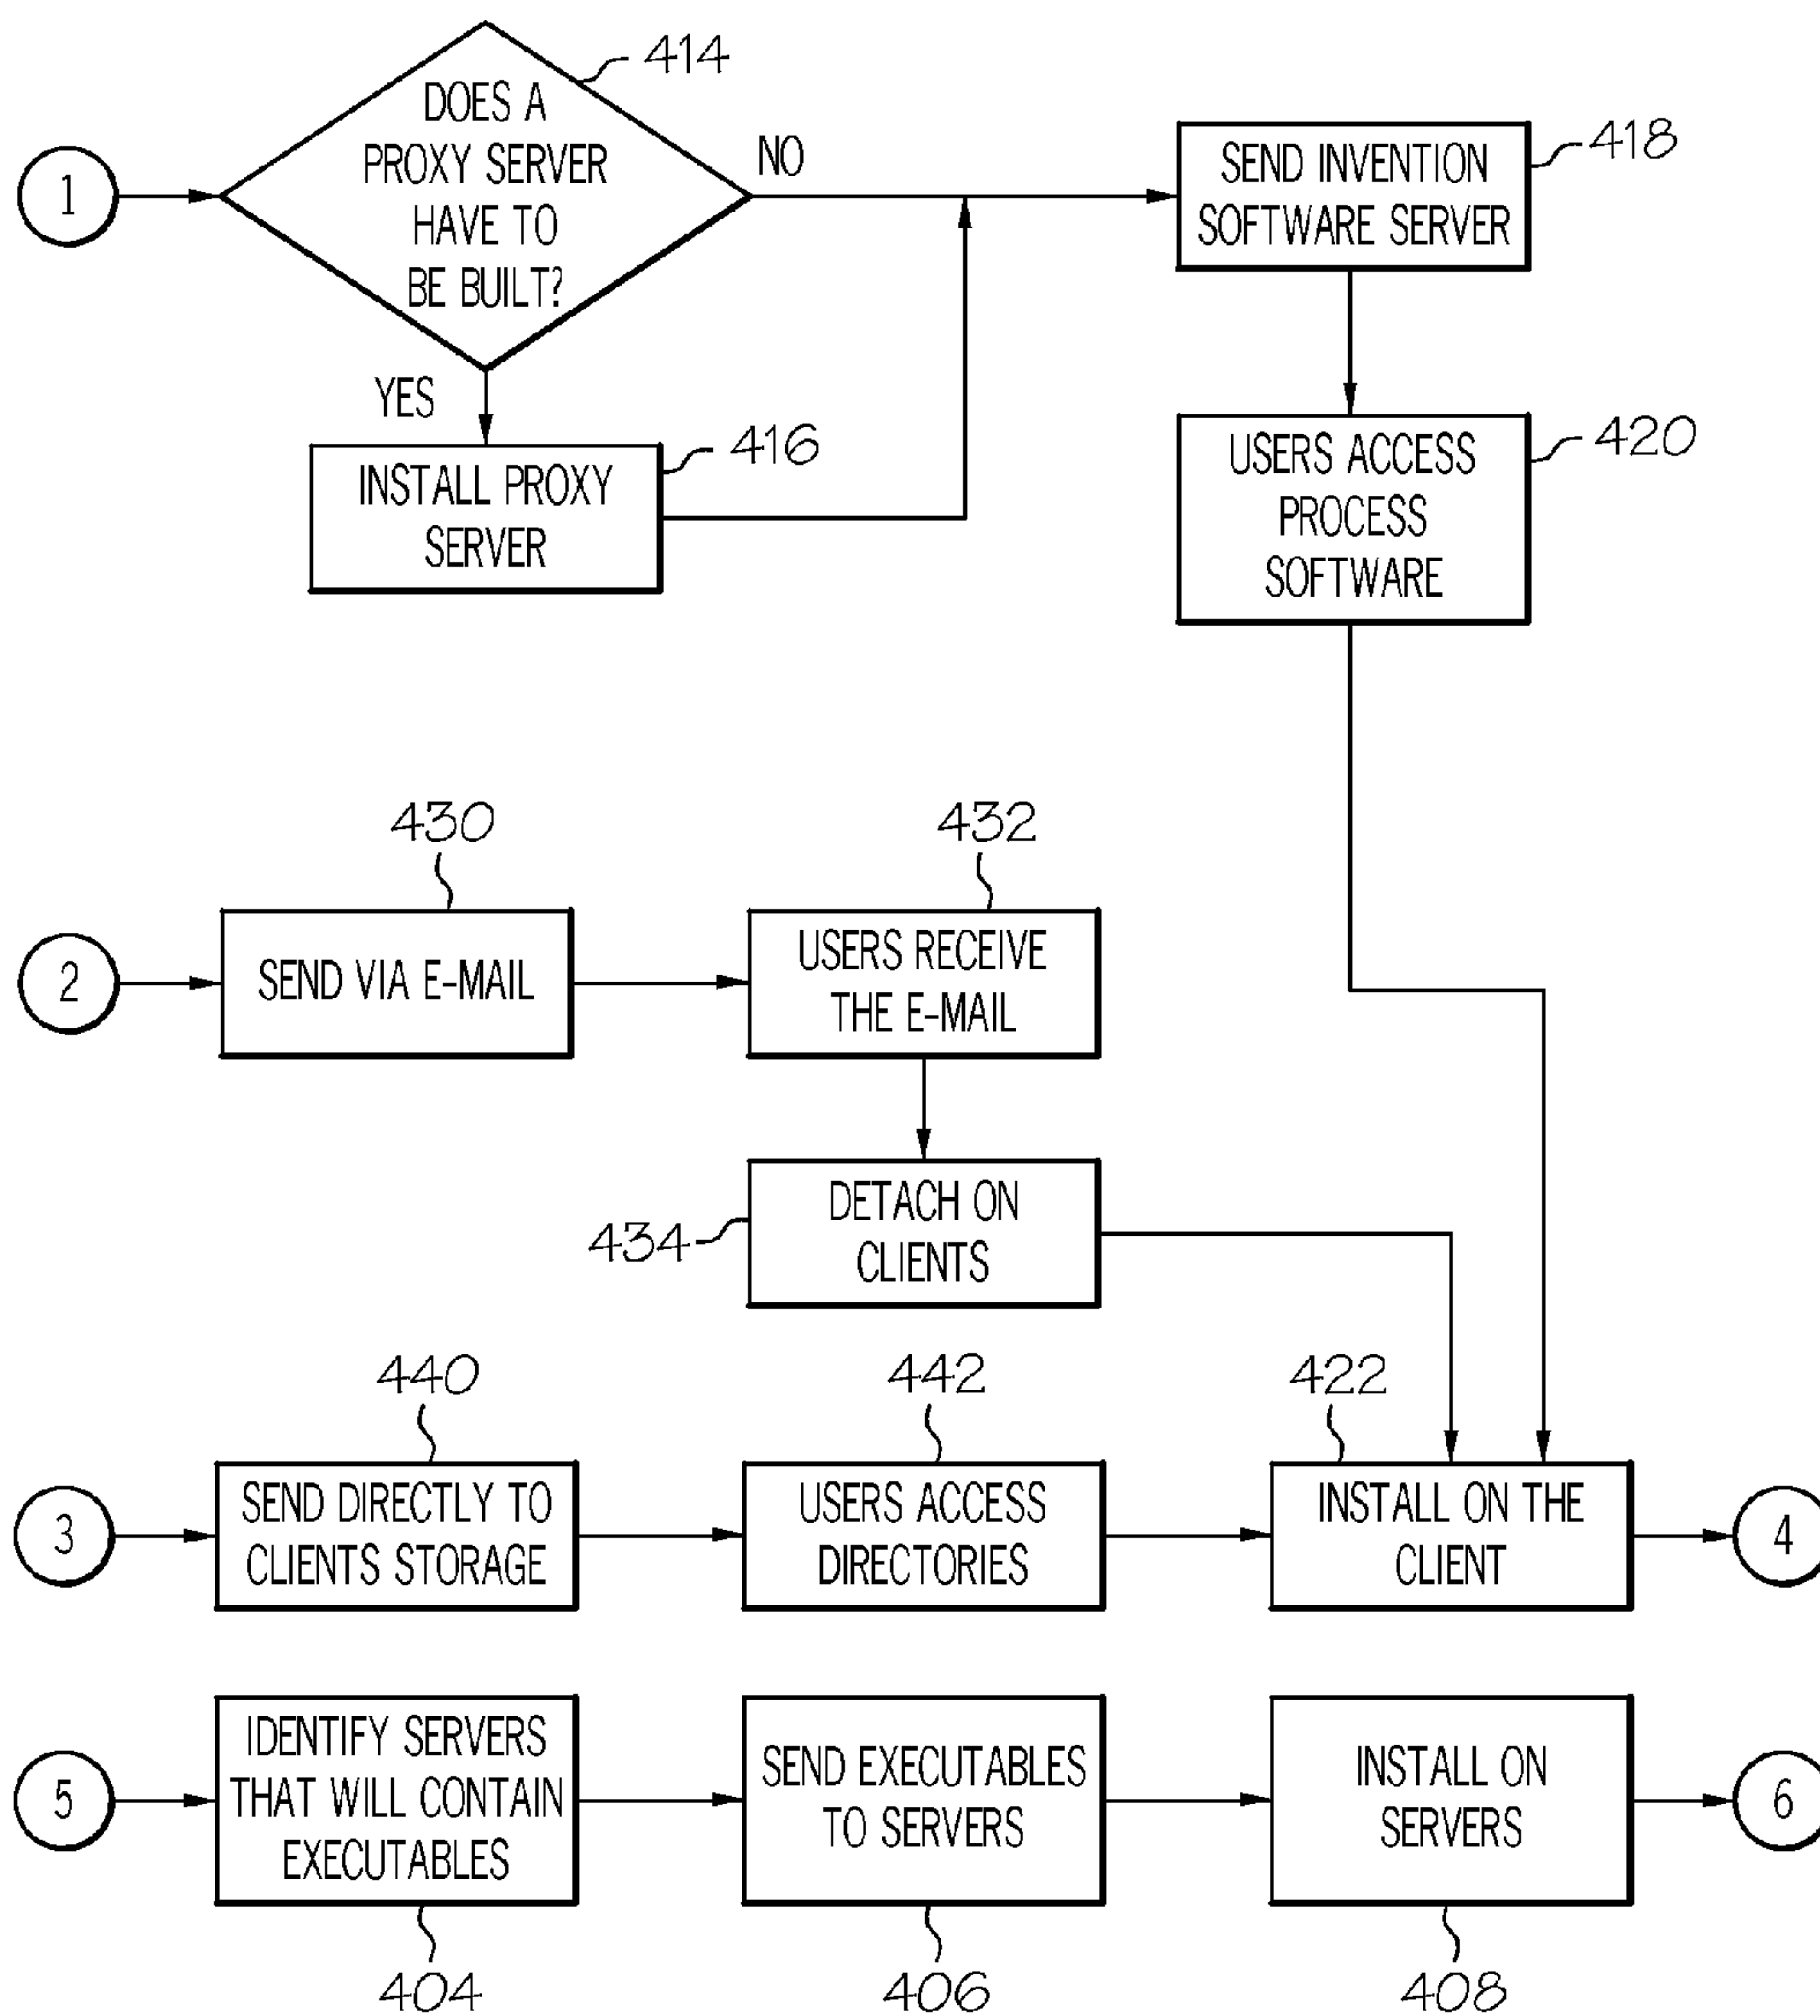 414
DOES A
PROXY SERVER
HAVE TO
BE BUILT?
1
NO
YES
416
INSTALL PROXY
SERVER
418
SEND INVENTION
SOFTWARE SERVER
420
USERS ACCESS
PROCESS
SOFTWARE
430
432
2
SEND VIA E-MAIL
USERS RECEIVE
THE E-MAIL
434
DETACH ON
CLIENTS
440
442
422
3
SEND DIRECTLY TO
CLIENTS STORAGE
USERS ACCESS
DIRECTORIES
INSTALL ON THE
CLIENT
4
5
IDENTIFY SERVERS
THAT WILL CONTAIN
EXECUTABLES
SEND EXECUTABLES
TO SERVERS
INSTALL ON
SERVERS
6
404
406
408